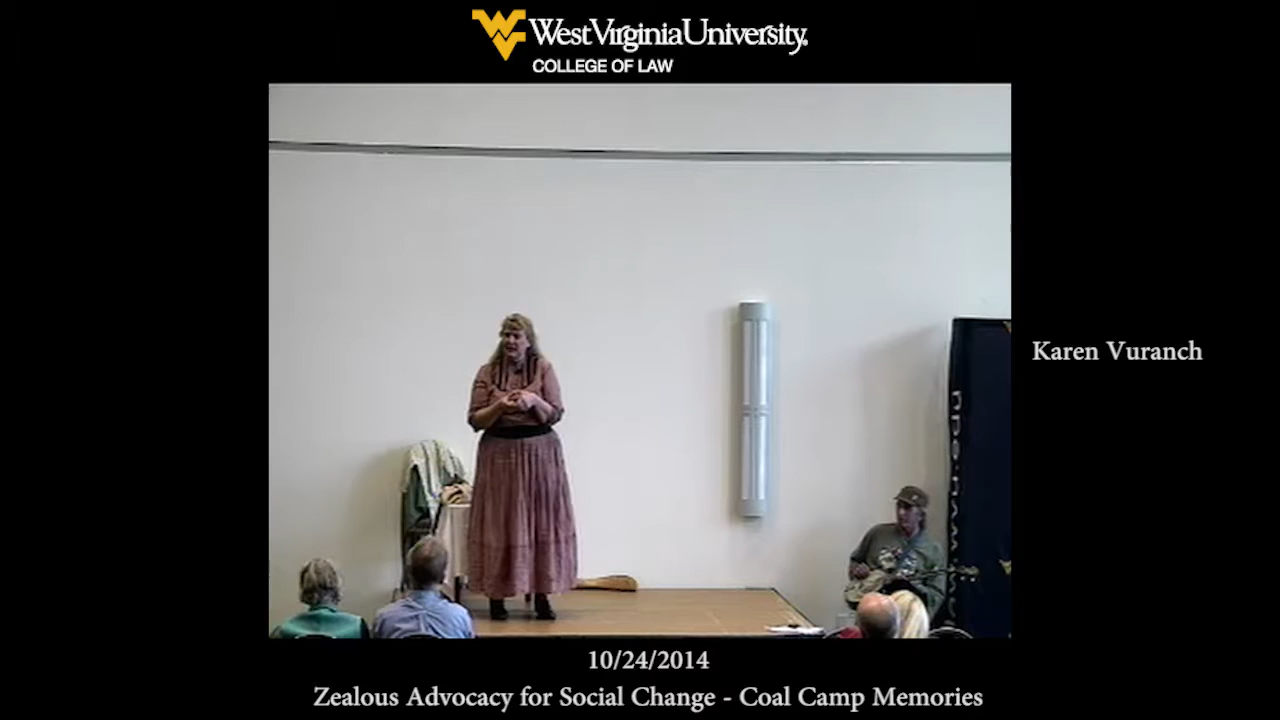 WestVirginiaUniversity.
COLLEGE OF LAW
Karen Vuranch
10/24/2014
Zealous Advocacy for Social Change - Coal Camp Memories